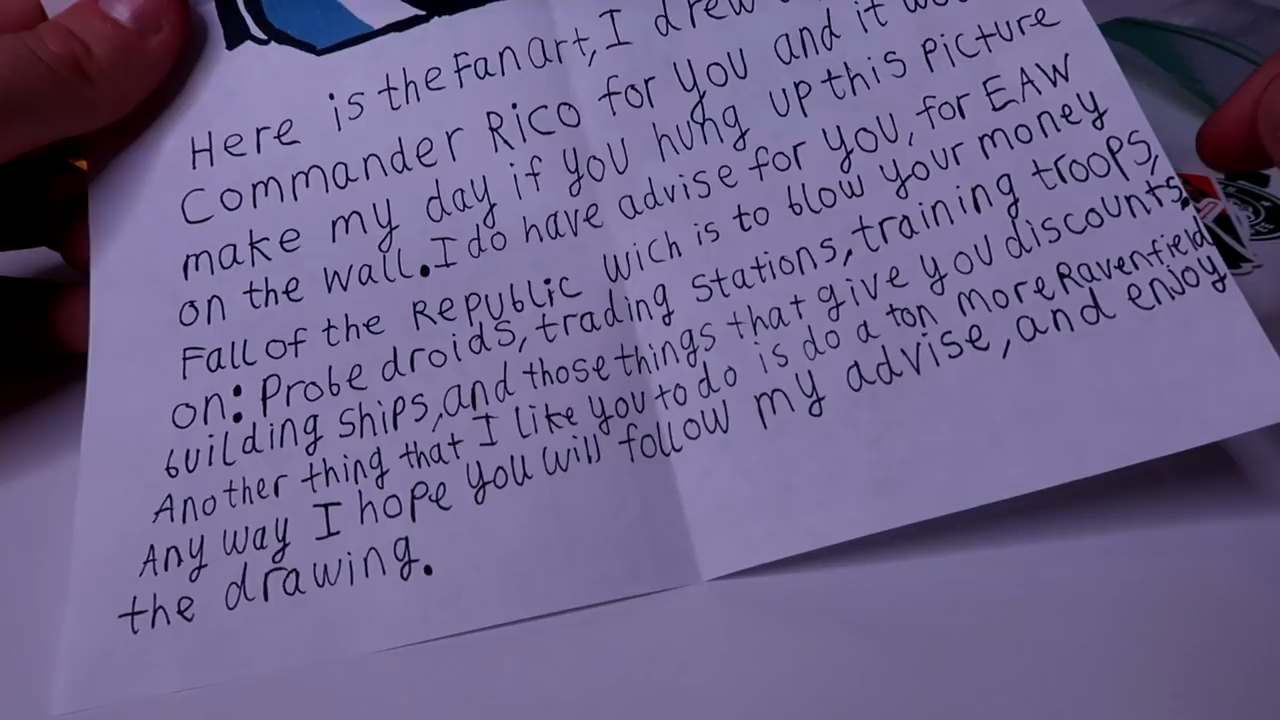 Here is the Fanart, I drew
Commander Rico for you and it
make my day if you hung up this picture
on the wall. I do have advise for you, for EAW
Fall of the Republic wich is to blow your money
on: Probe droids, trading stations, training troops,
building ships, and those things that give you discounts.
Another thing that I like you to do is do a ton more Ravenfield
Any way I hope you will follow my advise, and enjoy
the drawing.